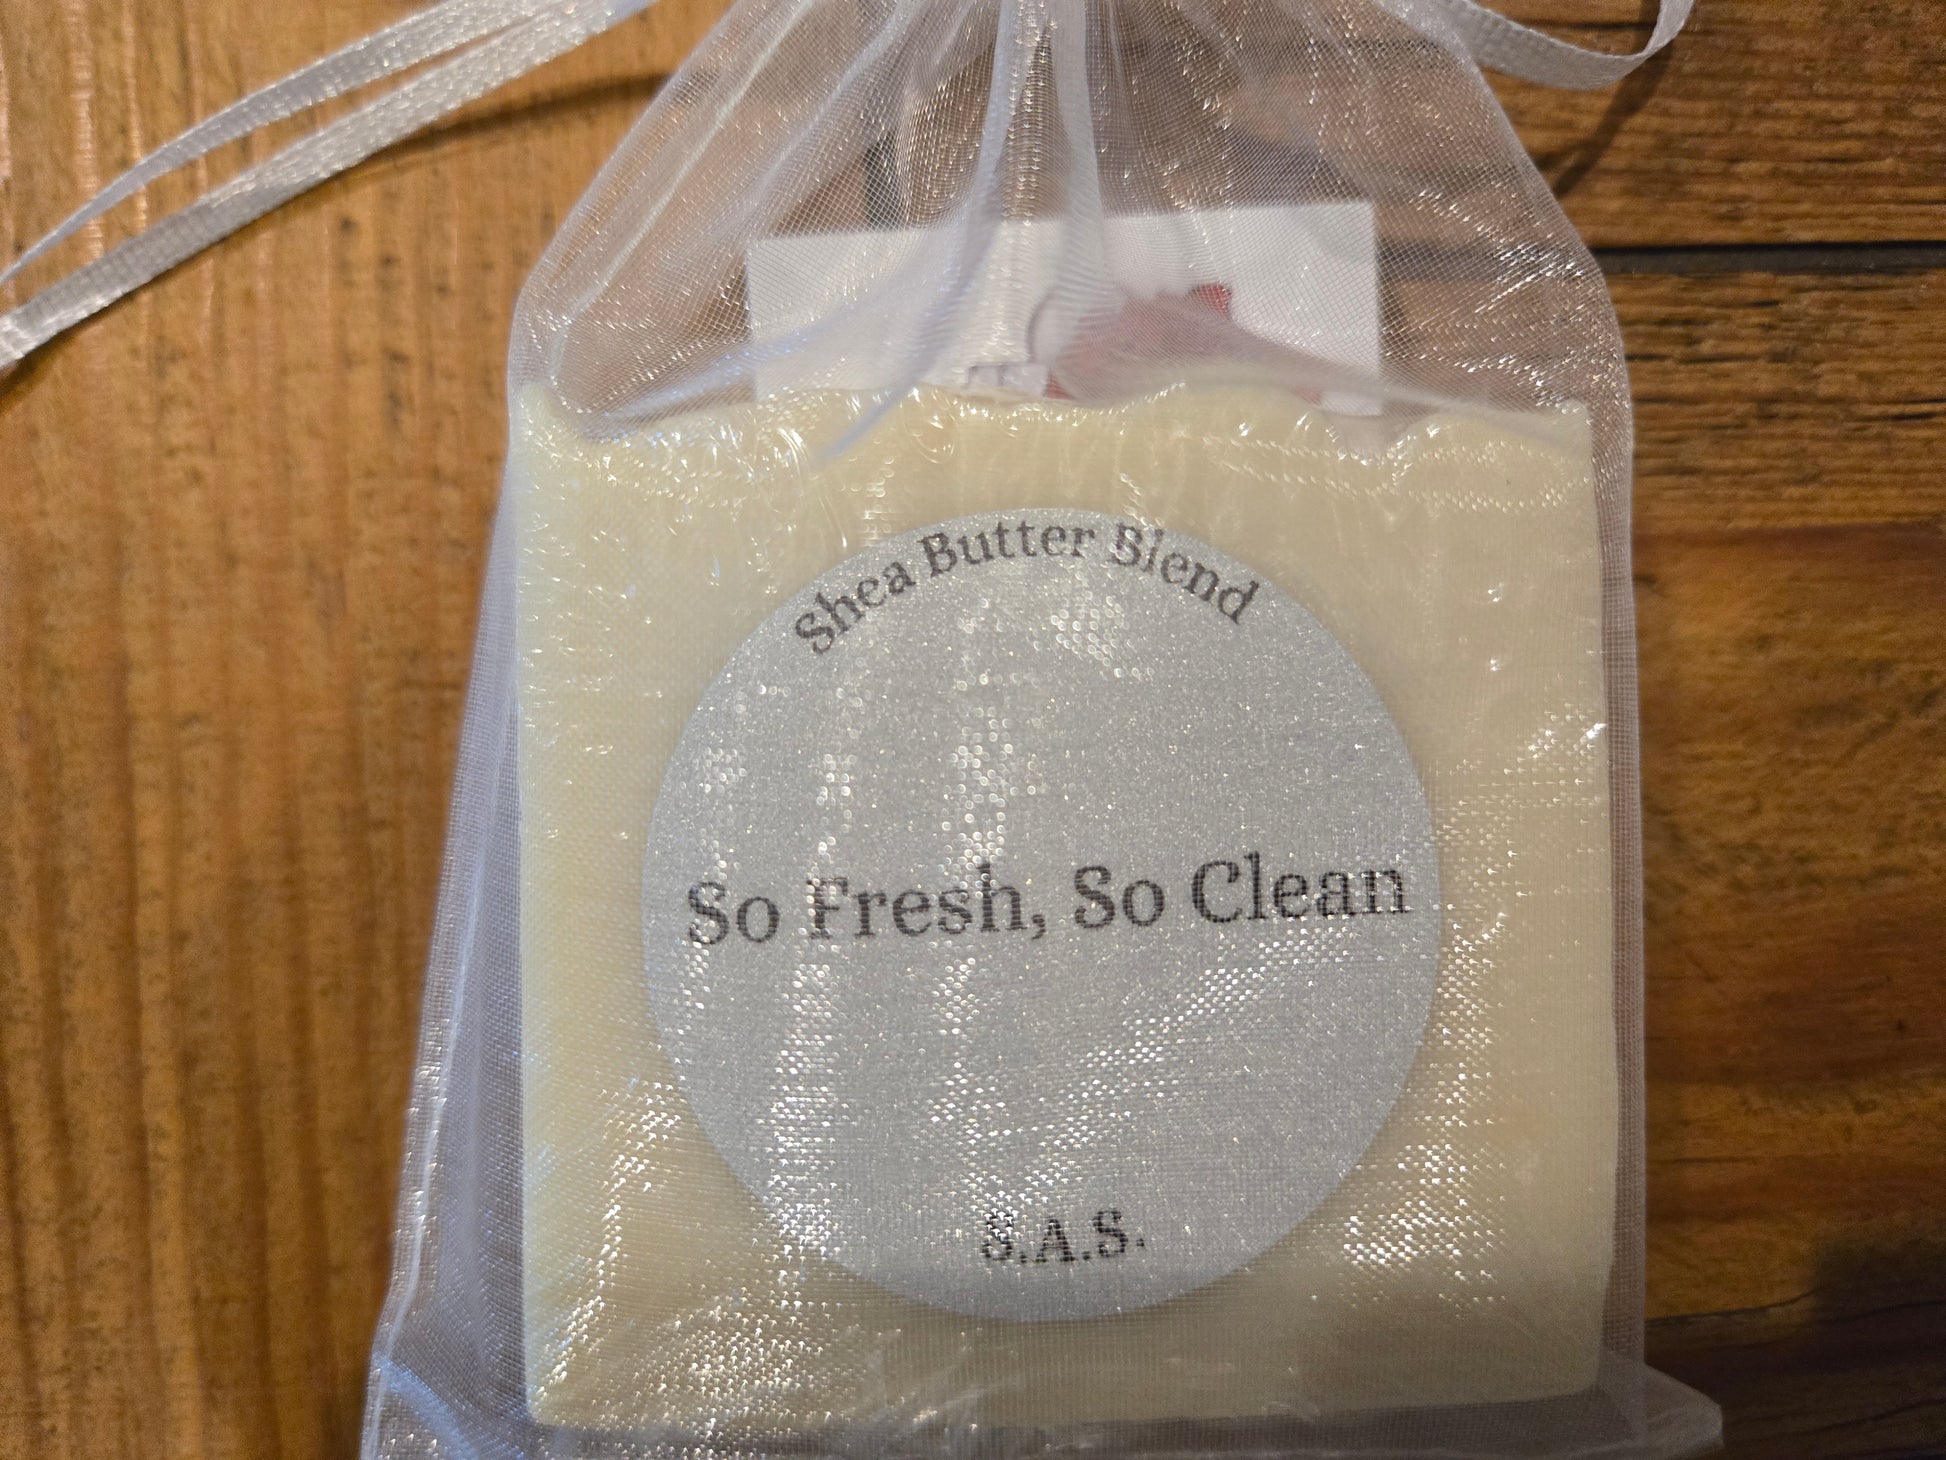 Shea Butter Blend
So Fresh, So Clean
S.A.S.